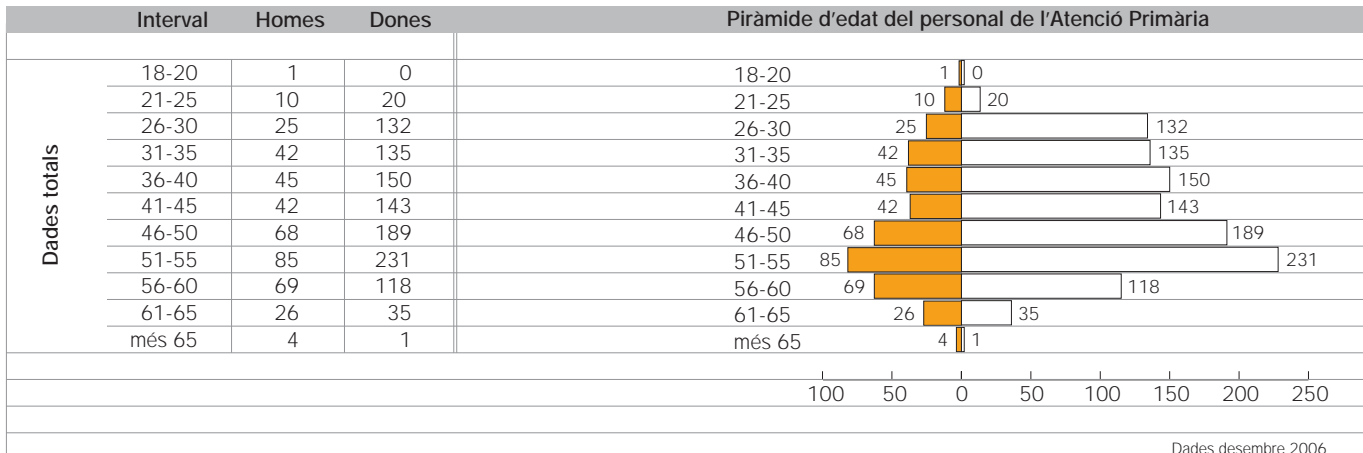 Interval Homes Dones Piràmide d'edat del personal de l'Atenció Primària
Dades totals
18-20 1 0 18-20 1 0
21-25 10 20 21-25 10 20
26-30 25 132 26-30 25 132
31-35 42 135 31-35 42 135
36-40 45 150 36-40 45 150
41-45 42 143 41-45 42 143
46-50 68 189 46-50 68 189
51-55 85 231 51-55 85 231
56-60 69 118 56-60 69 118
61-65 26 35 61-65 26 35
més 65 4 1 més 65 4 1
100 50 0 50 100 150 200 250
Dades desembre 2006